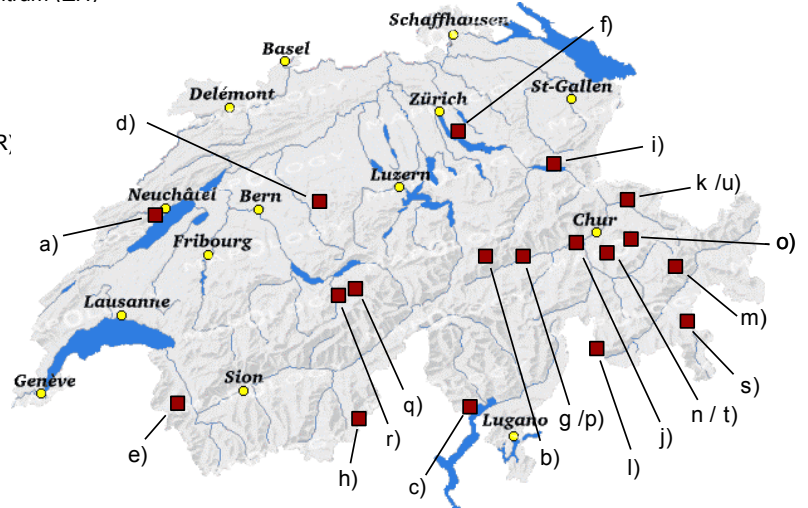 Schaffhausen
f)
Basel
Delémont
Zürich
St-Gallen
d)
i)
Luzern
k /u)
Neuchâtel
Bern
Chur
a)
Fribourg
o)
Lausanne
m)
Genève
Sion
s)
q)
Lugano
n / t)
e)
r)
g /p)
j)
h)
b)
l)
c)